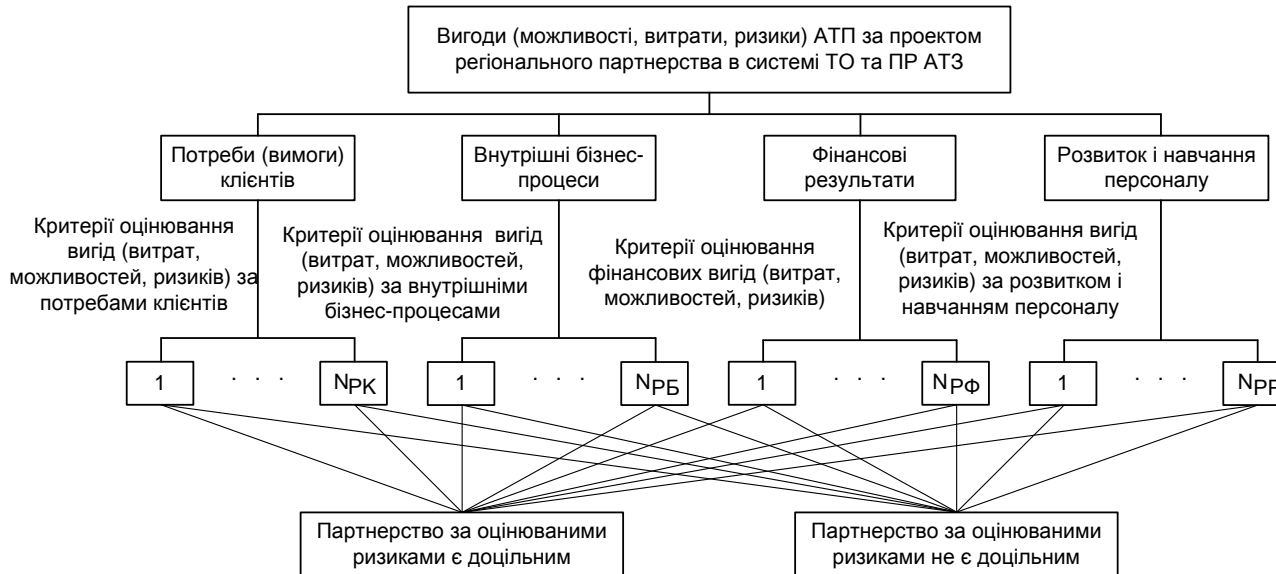 Вигоди (можливості, витрати, ризики) АТП за проектом
регіонального партнерства в системі ТО та ПР АТЗ
Потреби (вимоги)
клієнтів
Внутрішні бізнес-
процеси
Фінансові
результати
Розвиток і навчання
персоналу
Критерії оцінювання
вигід (витрат,
можливостей, ризиків) за
потребами клієнтів
Критерії оцінювання вигід
(витрат, можливостей,
ризиків) за внутрішніми
бізнес-процесами
Критерії оцінювання
фінансових вигід (витрат,
можливостей, ризиків)
Критерії оцінювання вигід
(витрат, можливостей,
ризиків) за розвитком і
навчанням персоналу
1 . . . NРК 1 . . . NРБ 1 . . . NРФ 1 . . . NРР
Партнерство за оцінюваними
ризиками є доцільним
Партнерство за оцінюваними
ризиками не є доцільним